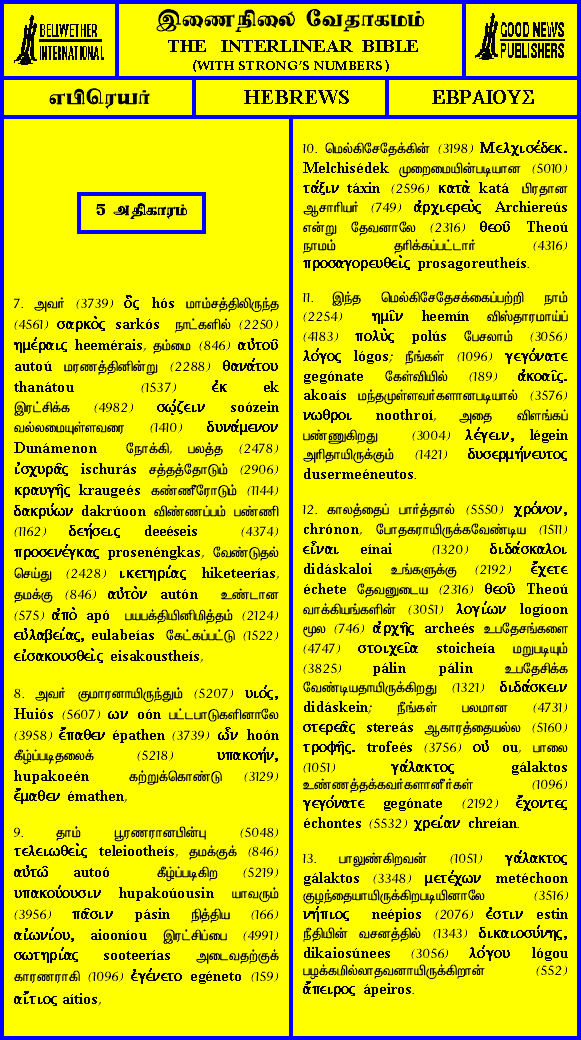 BELLWETHER
INTERNATIONAL
இணைநிலை வேதாகமம்
THE INTERLINEAR BIBLE
(WITH STRONG'S NUMBERS)
GOOD NEWS
PUBLISHERS
எபிரெயர்
HEBREWS
ΕΒΡΑΙΟΥΣ
5 அதிகாரம்
7. அவர் (3739) ὃς hós மாம்சத்திலிருந்த
(4561) σαρκὸς sarkós நாட்களில் (2250)
ημέραις heemérais, தம்மை (846) αὐτοῦ
autoú மரணத்தினின்று (2288) θανάτου
thanátou (1537) ἐκ ek
இரட்சிக்க (4982) σῴζειν soózein
வல்லமையுள்ளவரை (1410) δυνάμενον
Dunámenon நோக்கி, பலத்த (2478)
ἰσχυρᾶς ischurás சத்தத்தோடும் (2906)
κραυγῆς kraugeés கண்ணீரோடும் (1144)
δακρύων dakrúoon விண்ணப்பம் பண்ணி
(1162) δεήσεις deeéseis (4374)
προσενέγκας prosenéngkas, வேண்டுதல்
செய்து (2428) ικετηρίας hiketeerías,
தமக்கு (846) αὐτὸν autón உண்டான
(575) ἀπὸ apó பயபக்தியினிமித்தம் (2124)
εὐλαβείας, eulabeías கேட்கப்பட்டு (1522)
εἰσακουσθεὶς eisakoustheís,
8. அவர் குமாரனாயிருந்தும் (5207) υιός,
Huiós (5607) ων oón பட்டபாடுகளினாலே
(3958) ἔπαθεν épathen (3739) ὧν hoón
கீழ்ப்படிதலைக் (5218) υπακοήν,
hupakoeén கற்றுக்கொண்டு (3129)
ἔμαθεν émathen,
9. தாம் பூரணரானபின்பு (5048)
τελειωθεὶς teleiootheís, தமக்குக் (846)
αὐτῶ autoó கீழ்ப்படிகிற (5219)
υπακούουσιν hupakoúousin யாவரும்
(3956) πᾶσιν pásin நித்திய (166)
αἰωνίου, aiooníou இரட்சிப்பை (4991)
σωτηρίας sooteerías அடைவதற்குக்
காரணராகி (1096) ἐγένετο egéneto (159)
αἴτιος aítios,
10. மெல்கிசேதேக்கின் (3198) Μελχισέδεκ.
Melchisédek முறைமையின்படியான (5010)
τάξιν táxin (2596) κατὰ katá பிரதான
ஆசாரியர் (749) ἀρχιερεὺς Archiereús
என்று தேவனாலே (2316) θεοῦ Theoú
நாமம் தரிக்கப்பட்டார் (4316)
προσαγορευθεὶς prosagoreutheís.
11. இந்த மெல்கிசேதேசக்கைப்பற்றி நாம்
(2254) ημῖν heemín விஸ்தாரமாய்ப்
(4183) πολὺς polús பேசலாம் (3056)
λόγος lógos; நீங்கள் (1096) γεγόνατε
gegónate கேள்வியில் (189) ἀκοαῖς.
akoaís மந்தமுள்ளவர்களானபடியால் (3576)
νωθροι noothroí, அதை விளங்கப்
பண்ணுகிறது (3004) λέγειν, légein
அரிதாயிருக்கும் (1421) δυσερμήνευτος
dusermeéneutos.
12. காலத்தைப் பார்த்தால் (5550) χρόνον,
chrónon, போதகராயிருக்கவேண்டிய (1511)
εἶναι eínai (1320) διδάσκαλοι
didáskaloi உங்களுக்கு (2192) ἔχετε
échete தேவனுடைய (2316) θεοῦ Theoú
வாக்கியங்களின் (3051) λογίων logíoon
மூல (746) ἀρχῆς archeés உபதேசங்களை
(4747) στοιχεῖα stoicheía மறுபடியும்
(3825) pálin pálin உபதேசிக்க
வேண்டியதாயிருக்கிறது (1321) διδάσκειν
didáskein; நீங்கள் பலமான (4731)
στερεᾶς stereás ஆகாரத்தையல்ல (5160)
τροφῆς. trofeés (3756) οὐ ou, பாலை
(1051) γάλακτος gálaktos
உண்ணத்தக்கவர்களானீர்கள் (1096)
γεγονατε gegónate (2192) ἔχοντες
échontes (5532) χρείαν chreían.
13. பாலுண்கிறவன் (1051) γάλακτος
gálaktos (3348) μετέχων metéchoon
குழந்தையாயிருக்கிறபடியினாலே (3516)
νήπιος neépios (2076) ἐστιν estin
நீதியின் வசனத்தில் (1343) δικαιοσύνης,
dikaiosúnees (3056) λόγου lógou
பழக்கமில்லாதவனாயிருக்கிறான் (552)
ἄπειρος ápeiros.